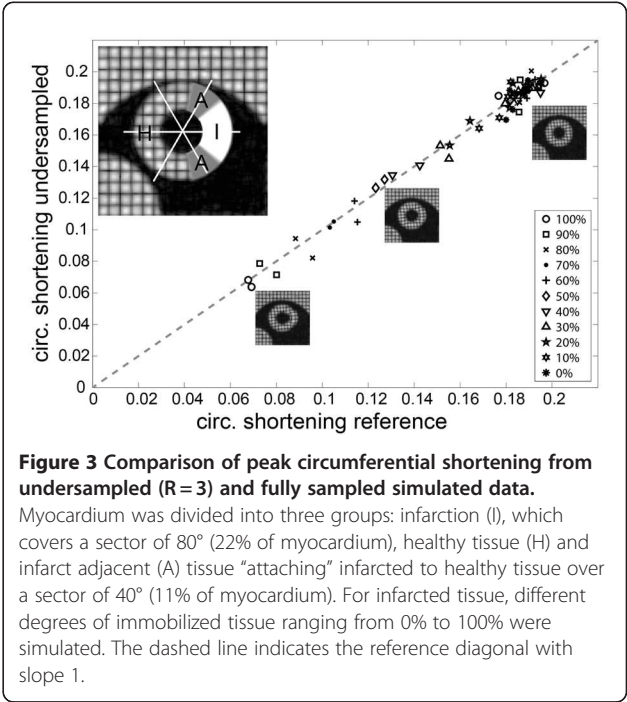 circ. shortening undersampled
0.2
0.18
0.16
0.14
0.12
0.1
0.08
0.06
0.04
0.02
0
A
H
I
A
100%
90%
80%
70%
60%
50%
40%
30%
20%
10%
0%
0 0.02 0.04 0.06 0.08 0.1 0.12 0.14 0.16 0.18 0.2
circ. shortening reference
Figure 3 Comparison of peak circumferential shortening from
undersampled (R = 3) and fully sampled simulated data.
Myocardium was divided into three groups: infarction (I), which
covers a sector of 80° (22% of myocardium), healthy tissue (H) and
infarct adjacent (A) tissue “attaching” infarcted to healthy tissue over
a sector of 40° (11% of myocardium). For infarcted tissue, different
degrees of immobilized tissue ranging from 0% to 100% were
simulated. The dashed line indicates the reference diagonal with
slope 1.